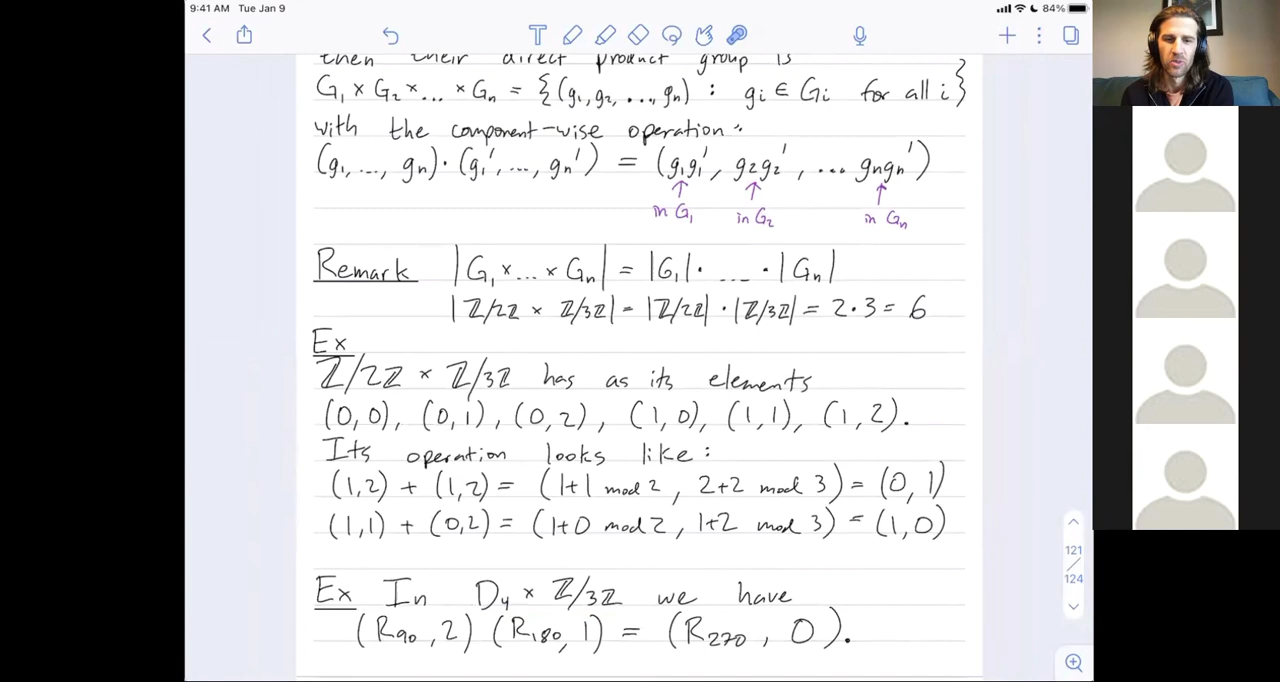 9:41 AM Tue Jan 9
84%
then their direct product group is
G₁ × G₂ × ... × Gₙ = {(g₁, g₂, ..., gₙ) : gᵢ ∈ Gᵢ for all i}
with the component-wise operation:
(g₁, ..., gₙ) · (g₁', ..., gₙ') = (g₁g₁', g₂g₂', ... gₙgₙ')
in G₁ in G₂ in Gₙ
Remark |G₁ × ... × Gₙ| = |G₁| · ... · |Gₙ|
|ℤ/2ℤ × ℤ/3ℤ| = |ℤ/2ℤ| · |ℤ/3ℤ| = 2 · 3 = 6
Ex
ℤ/2ℤ × ℤ/3ℤ has as its elements
(0, 0), (0, 1), (0, 2), (1, 0), (1, 1), (1, 2).
Its operation looks like:
(1,2) + (1,2) = (1+1 mod 2, 2+2 mod 3) = (0, 1)
(1,1) + (0,2) = (1+0 mod 2, 1+2 mod 3) = (1, 0)
Ex In D₄ × ℤ/3ℤ we have
(R₉₀, 2) (R₁₈₀, 1) = (R₂₇₀, 0).
121
/
124